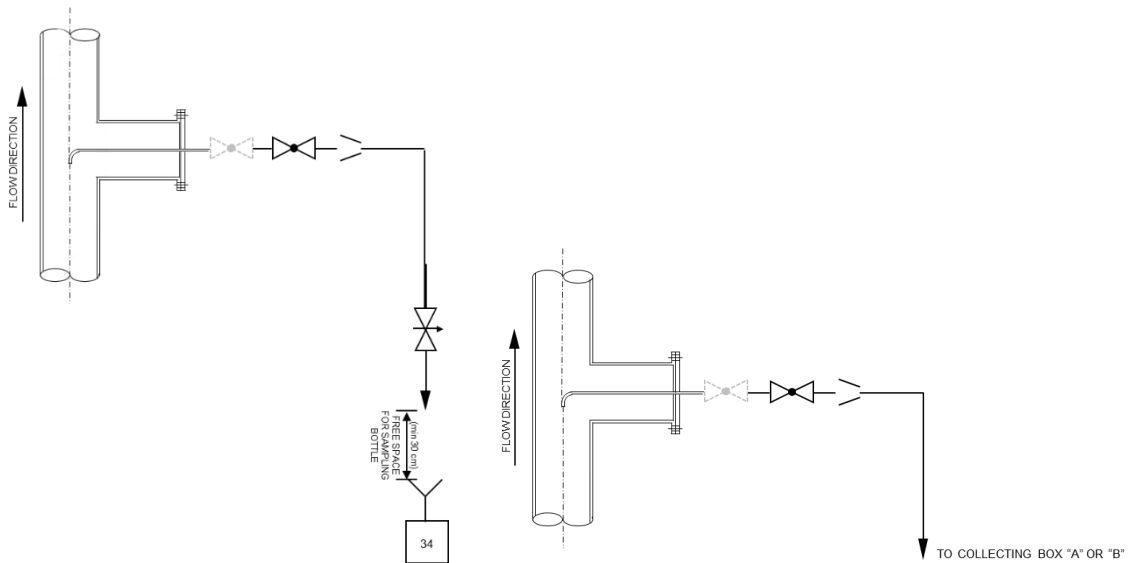 FLOW DIRECTION
(min 30 cm)
FREE SPACE
FOR SAMPLING
BOTTLE
34
FLOW DIRECTION
TO COLLECTING BOX "A" OR "B"